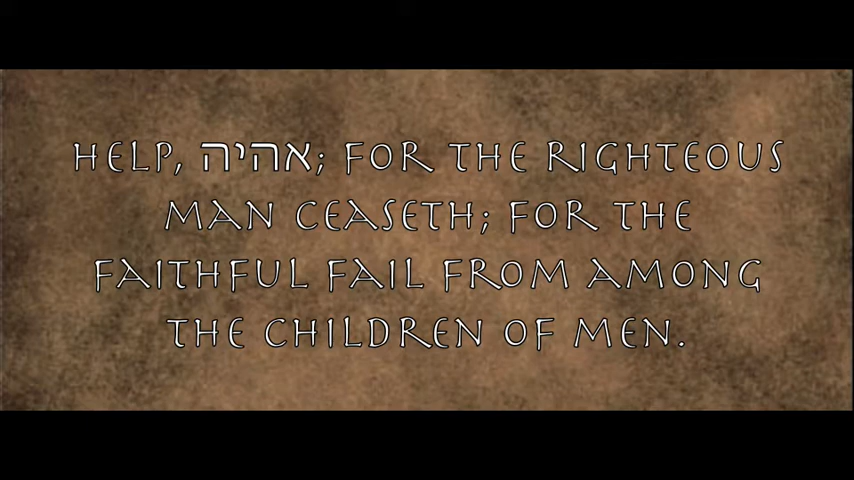 HELP, אהיה; FOR THE RIGHTEOUS
MAN CEASETH; FOR THE
FAITHFUL FAIL FROM AMONG
THE CHILDREN OF MEN.